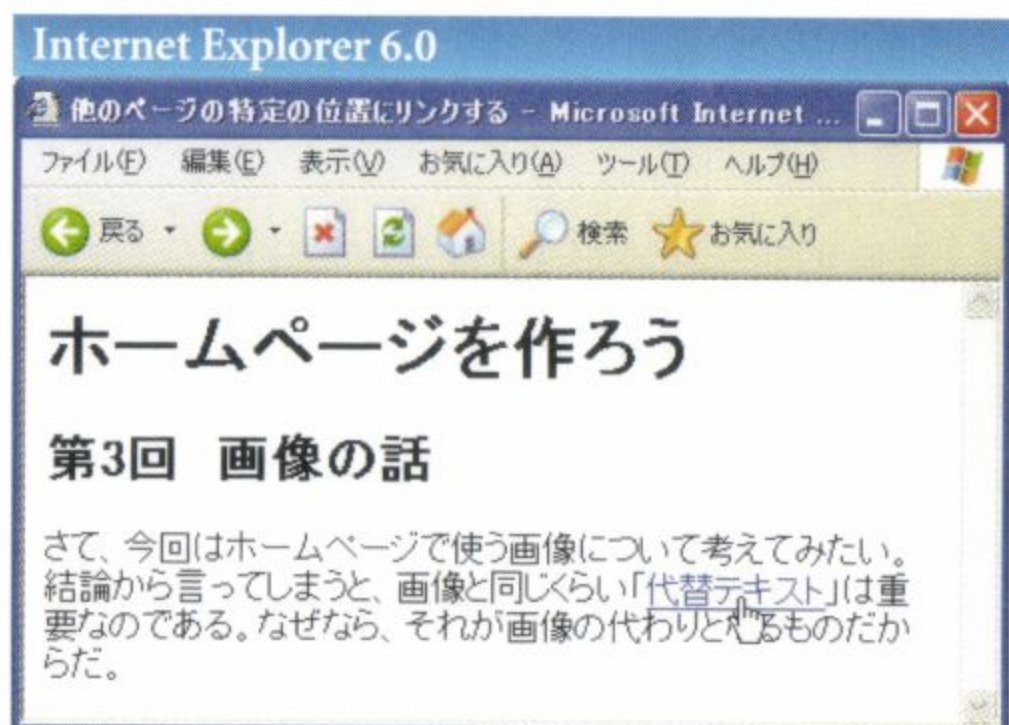 Internet Explorer 6.0
他のページの特定の位置にリンクする - Microsoft Internet ...
ファイル(F) 編集(E) 表示(V) お気に入り(A) ツール(T) ヘルプ(H)
戻る 検索 お気に入り
ホームページを作ろう
第3回 画像の話
さて、今回はホームページで使う画像について考えてみたい。
結論から言ってしまうと、画像と同じくらい「代替テキスト」は重
要なのである。なぜなら、それが画像の代わりとなるものだか
らだ。